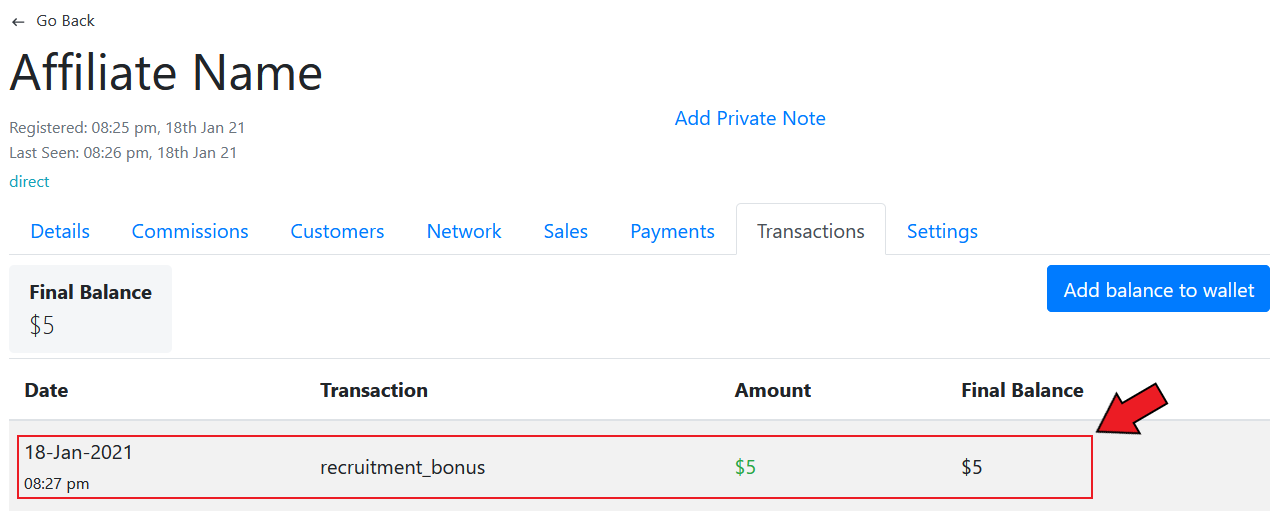 ← Go Back
Affiliate Name
Add Private Note
Registered: 08:25 pm, 18th Jan 21
Last Seen: 08:26 pm, 18th Jan 21
direct
Details Commissions Customers Network Sales Payments Transactions Settings
Final Balance
$5
Add balance to wallet
Date Transaction Amount Final Balance
18-Jan-2021
08:27 pm
recruitment_bonus $5 $5